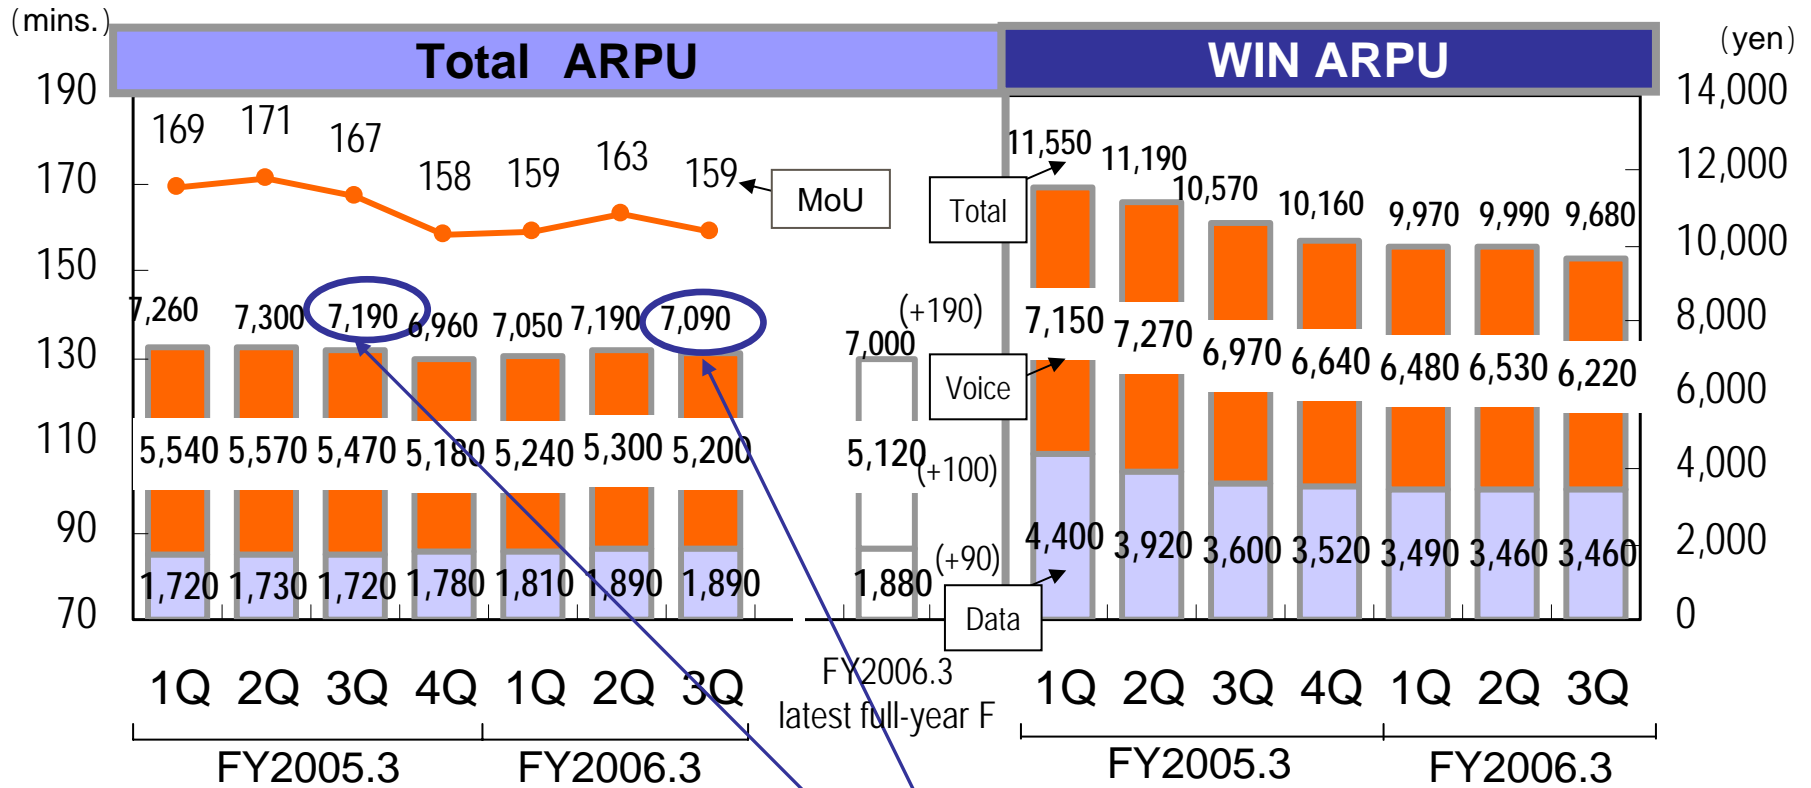 (mins.)
(yen)
Total ARPU
WIN ARPU
190
170
150
130
110
90
70
14,000
12,000
10,000
8,000
6,000
4,000
2,000
0
169 171 167 158 159 163 159
MoU
7,260 7,300 7,190 6,960 7,050 7,190 7,090
5,540 5,570 5,470 5,180 5,240 5,300 5,200
1,720 1,730 1,720 1,780 1,810 1,890 1,890
(+190)
7,000
5,120
(+100)
(+90)
1,880
Total
Voice
Data
11,550 11,190 10,570 10,160 9,970 9,990 9,680
7,150 7,270 6,970 6,640 6,480 6,530 6,220
4,400 3,920 3,600 3,520 3,490 3,460 3,460
1Q 2Q 3Q 4Q 1Q 2Q 3Q
FY2006.3
latest full-year F
1Q 2Q 3Q 4Q 1Q 2Q 3Q
FY2005.3 FY2006.3
FY2005.3 FY2006.3